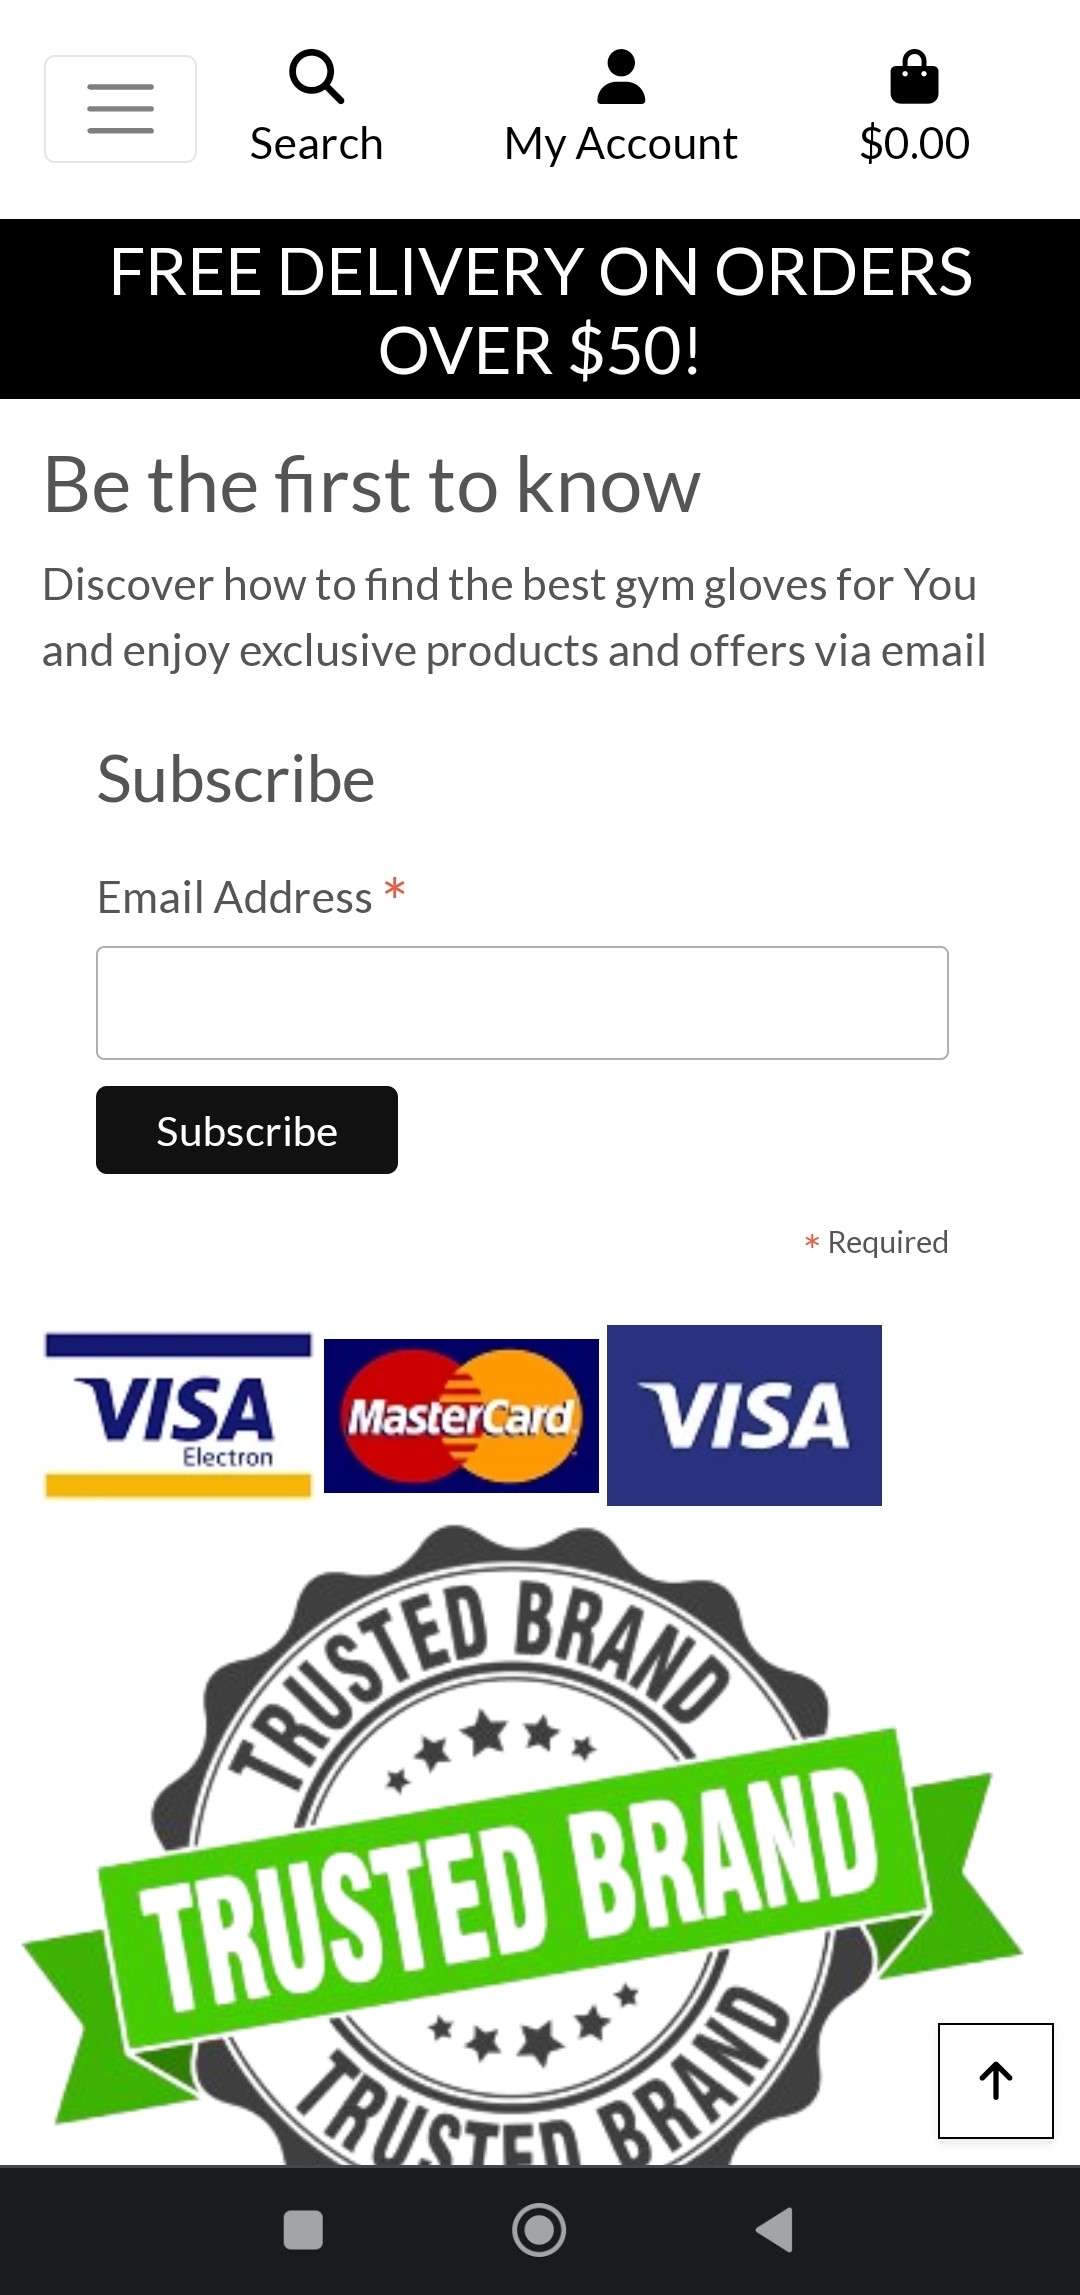 Search
My Account
$0.00
FREE DELIVERY ON ORDERS
OVER $50!
Be the first to know
Discover how to find the best gym gloves for You
and enjoy exclusive products and offers via email
Subscribe
Email Address *
Subscribe
* Required
VISA
Electron
MasterCard
VISA
TRUSTED BRAND
TRUSTED BRAND
TRUSTED BRAND